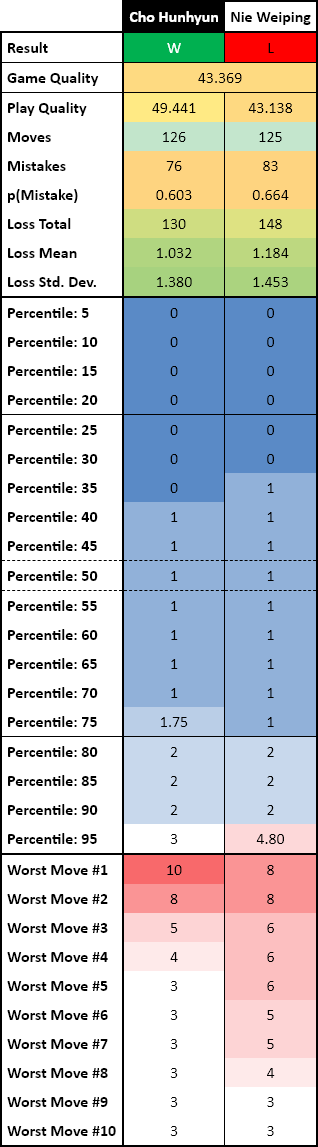 Cho Hunhyun Nie Weiping
Result W L
Game Quality 43.369
Play Quality 49.441 43.138
Moves 126 125
Mistakes 76 83
p(Mistake) 0.603 0.664
Loss Total 130 148
Loss Mean 1.032 1.184
Loss Std. Dev. 1.380 1.453
Percentile: 5 0 0
Percentile: 10 0 0
Percentile: 15 0 0
Percentile: 20 0 0
Percentile: 25 0 0
Percentile: 30 0 0
Percentile: 35 0 1
Percentile: 40 1 1
Percentile: 45 1 1
Percentile: 50 1 1
Percentile: 55 1 1
Percentile: 60 1 1
Percentile: 65 1 1
Percentile: 70 1 1
Percentile: 75 1.75 1
Percentile: 80 2 2
Percentile: 85 2 2
Percentile: 90 2 2
Percentile: 95 3 4.80
Worst Move #1 10 8
Worst Move #2 8 8
Worst Move #3 5 6
Worst Move #4 4 6
Worst Move #5 3 6
Worst Move #6 3 5
Worst Move #7 3 5
Worst Move #8 3 4
Worst Move #9 3 3
Worst Move #10 3 3